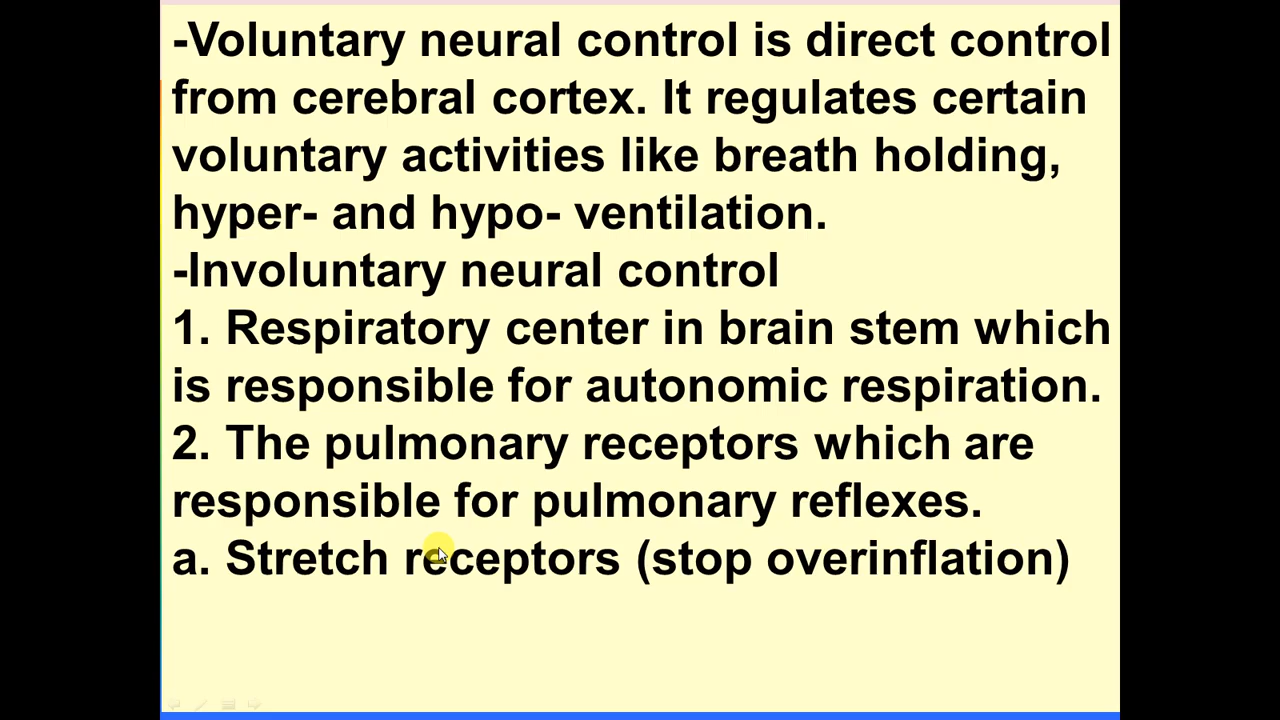 -Voluntary neural control is direct control
from cerebral cortex. It regulates certain
voluntary activities like breath holding,
hyper- and hypo- ventilation.
-Involuntary neural control
1. Respiratory center in brain stem which
is responsible for autonomic respiration.
2. The pulmonary receptors which are
responsible for pulmonary reflexes.
a. Stretch receptors (stop overinflation)